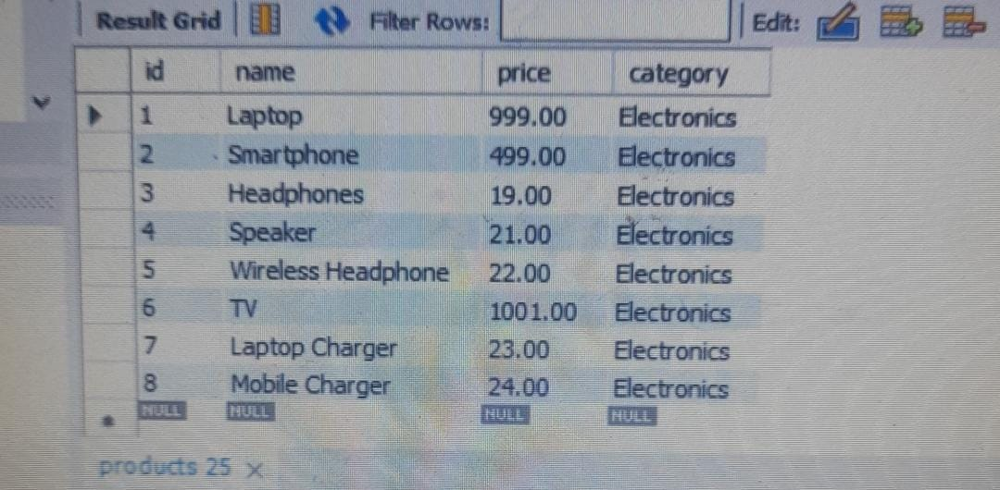 Result Grid Filter Rows: Edit:
id name price category
1 Laptop 999.00 Electronics
2 Smartphone 499.00 Electronics
3 Headphones 19.00 Electronics
4 Speaker 21.00 Electronics
5 Wireless Headphone 22.00 Electronics
6 TV 1001.00 Electronics
7 Laptop Charger 23.00 Electronics
8 Mobile Charger 24.00 Electronics
NULL NULL NULL NULL
products 25